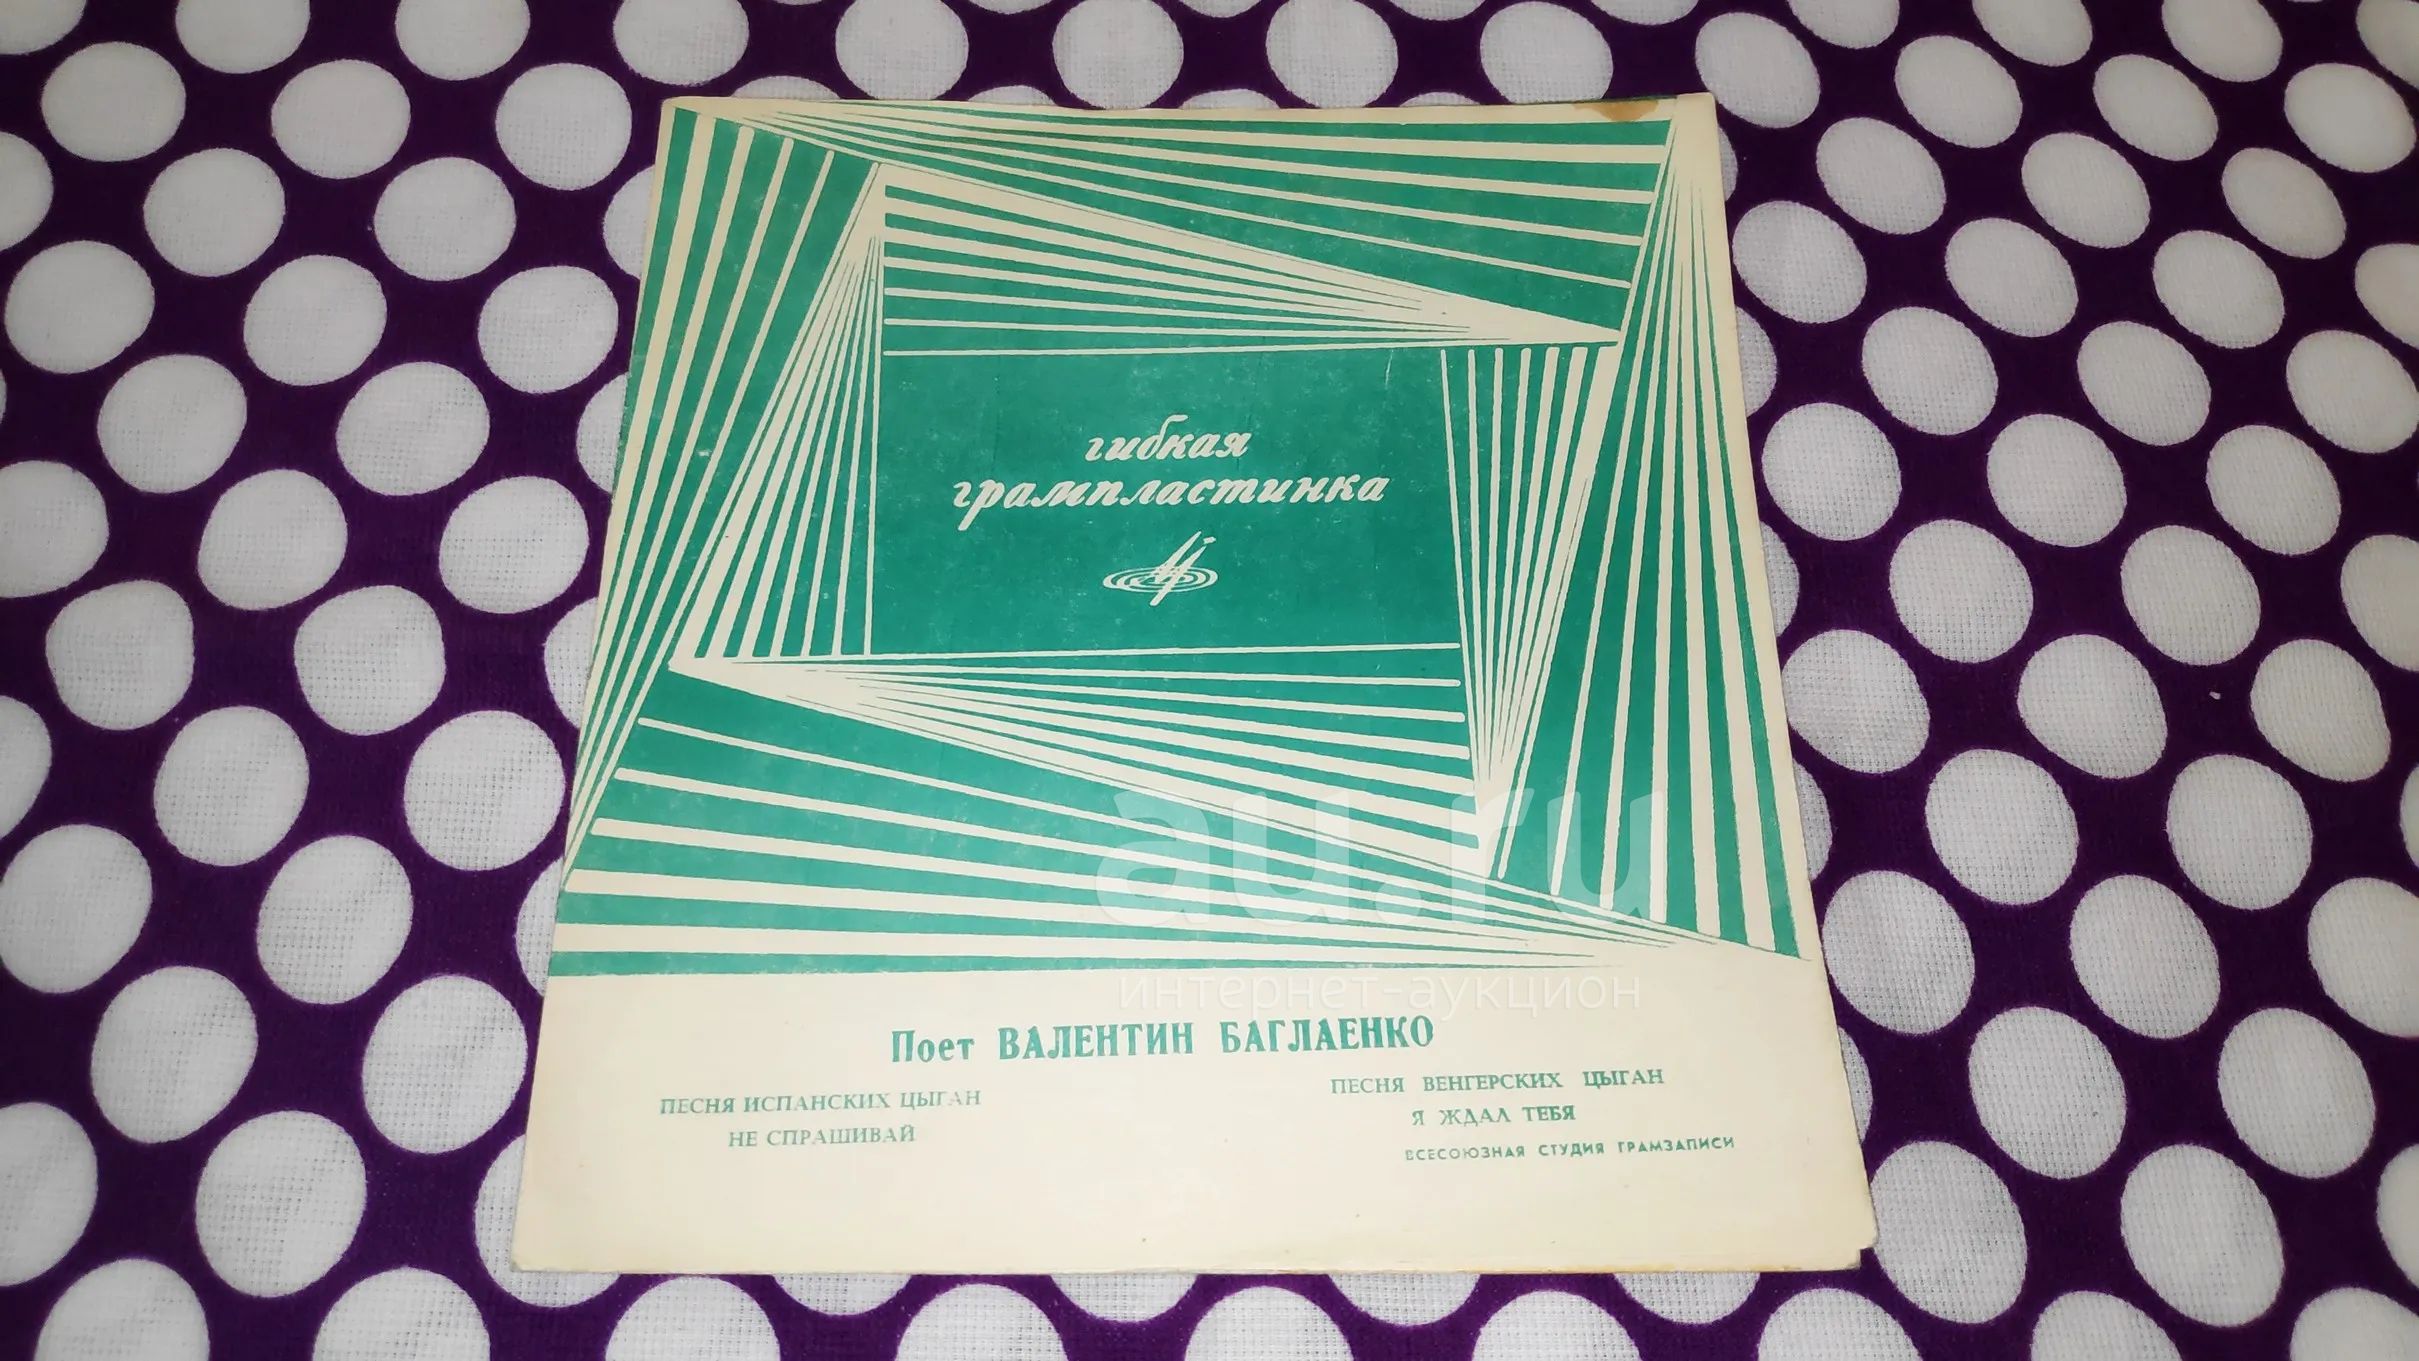 гибкая
грампластинка
Поет ВАЛЕНТИН БАГЛАЕНКО
ПЕСНЯ ИСПАНСКИХ ЦЫГАН
НЕ СПРАШИВАЙ
ПЕСНЯ ВЕНГЕРСКИХ ЦЫГАН
Я ЖДАЛ ТЕБЯ
ВСЕСОЮЗНАЯ СТУДИЯ ГРАМЗАПИСИ
au.ru
интернет-аукцион